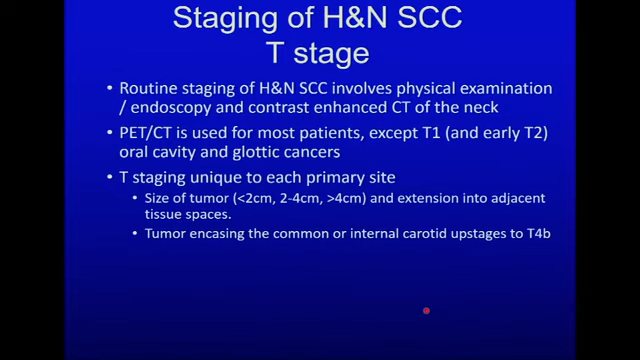 Staging of H&N SCC
T stage
• Routine staging of H&N SCC involves physical examination
/ endoscopy and contrast enhanced CT of the neck
• PET/CT is used for most patients, except T1 (and early T2)
oral cavity and glottic cancers
• T staging unique to each primary site
• Size of tumor (<2cm, 2-4cm, >4cm) and extension into adjacent
tissue spaces.
• Tumor encasing the common or internal carotid upstages to T4b